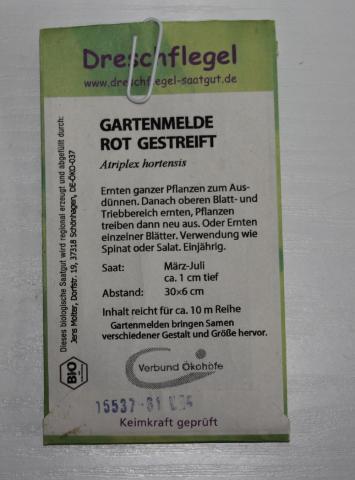 Dreschflegel
www.dreschflegel-saatgut.de
GARTENMELDE
ROT GESTREIFT
Atriplex hortensis
Ernten ganzer Pflanzen zum Aus-
dünnen. Danach oberen Blatt- und
Triebbereich ernten, Pflanzen
treiben dann neu aus. Oder Ernten
einzelner Blätter. Verwendung wie
Spinat oder Salat. Einjährig.
Saat: März-Juli
ca. 1 cm tief
Abstand: 30x6 cm
Inhalt reicht für ca. 10 m Reihe
Gartenmelden bringen Samen
verschiedener Gestalt und Größe hervor.
Dieses biologische Saatgut wird regional erzeugt und abgefüllt durch:
Jens Molter, Dorfstr. 19, 37318 Schönhagen, DE-ÖKO-037
BIO
Verbund Ökohöfe
15537
Keimkraft geprüft